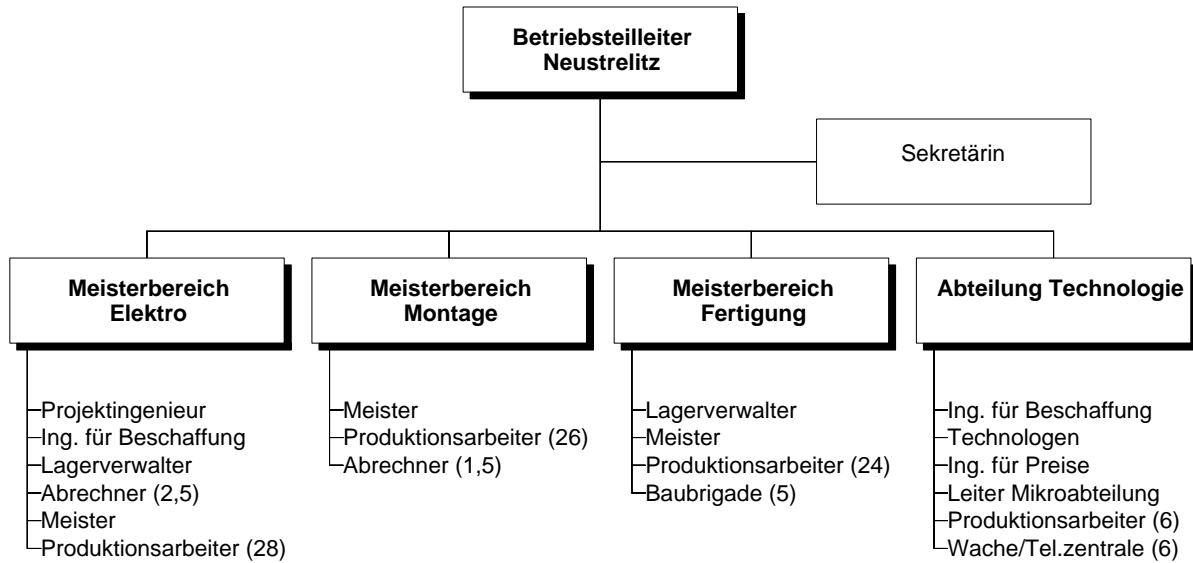 Betriebsteilleiter
Neustrelitz
Sekretärin
Meisterbereich
Elektro
Projektingenieur
Ing. für Beschaffung
Lagerverwalter
Abrechner (2,5)
Meister
Produktionsarbeiter (28)
Meisterbereich
Montage
Meister
Produktionsarbeiter (26)
Abrechner (1,5)
Meisterbereich
Fertigung
Lagerverwalter
Meister
Produktionsarbeiter (24)
Baubrigade (5)
Abteilung Technologie
Ing. für Beschaffung
Technologen
Ing. für Preise
Leiter Mikroabteilung
Produktionsarbeiter (6)
Wache/Tel.zentrale (6)